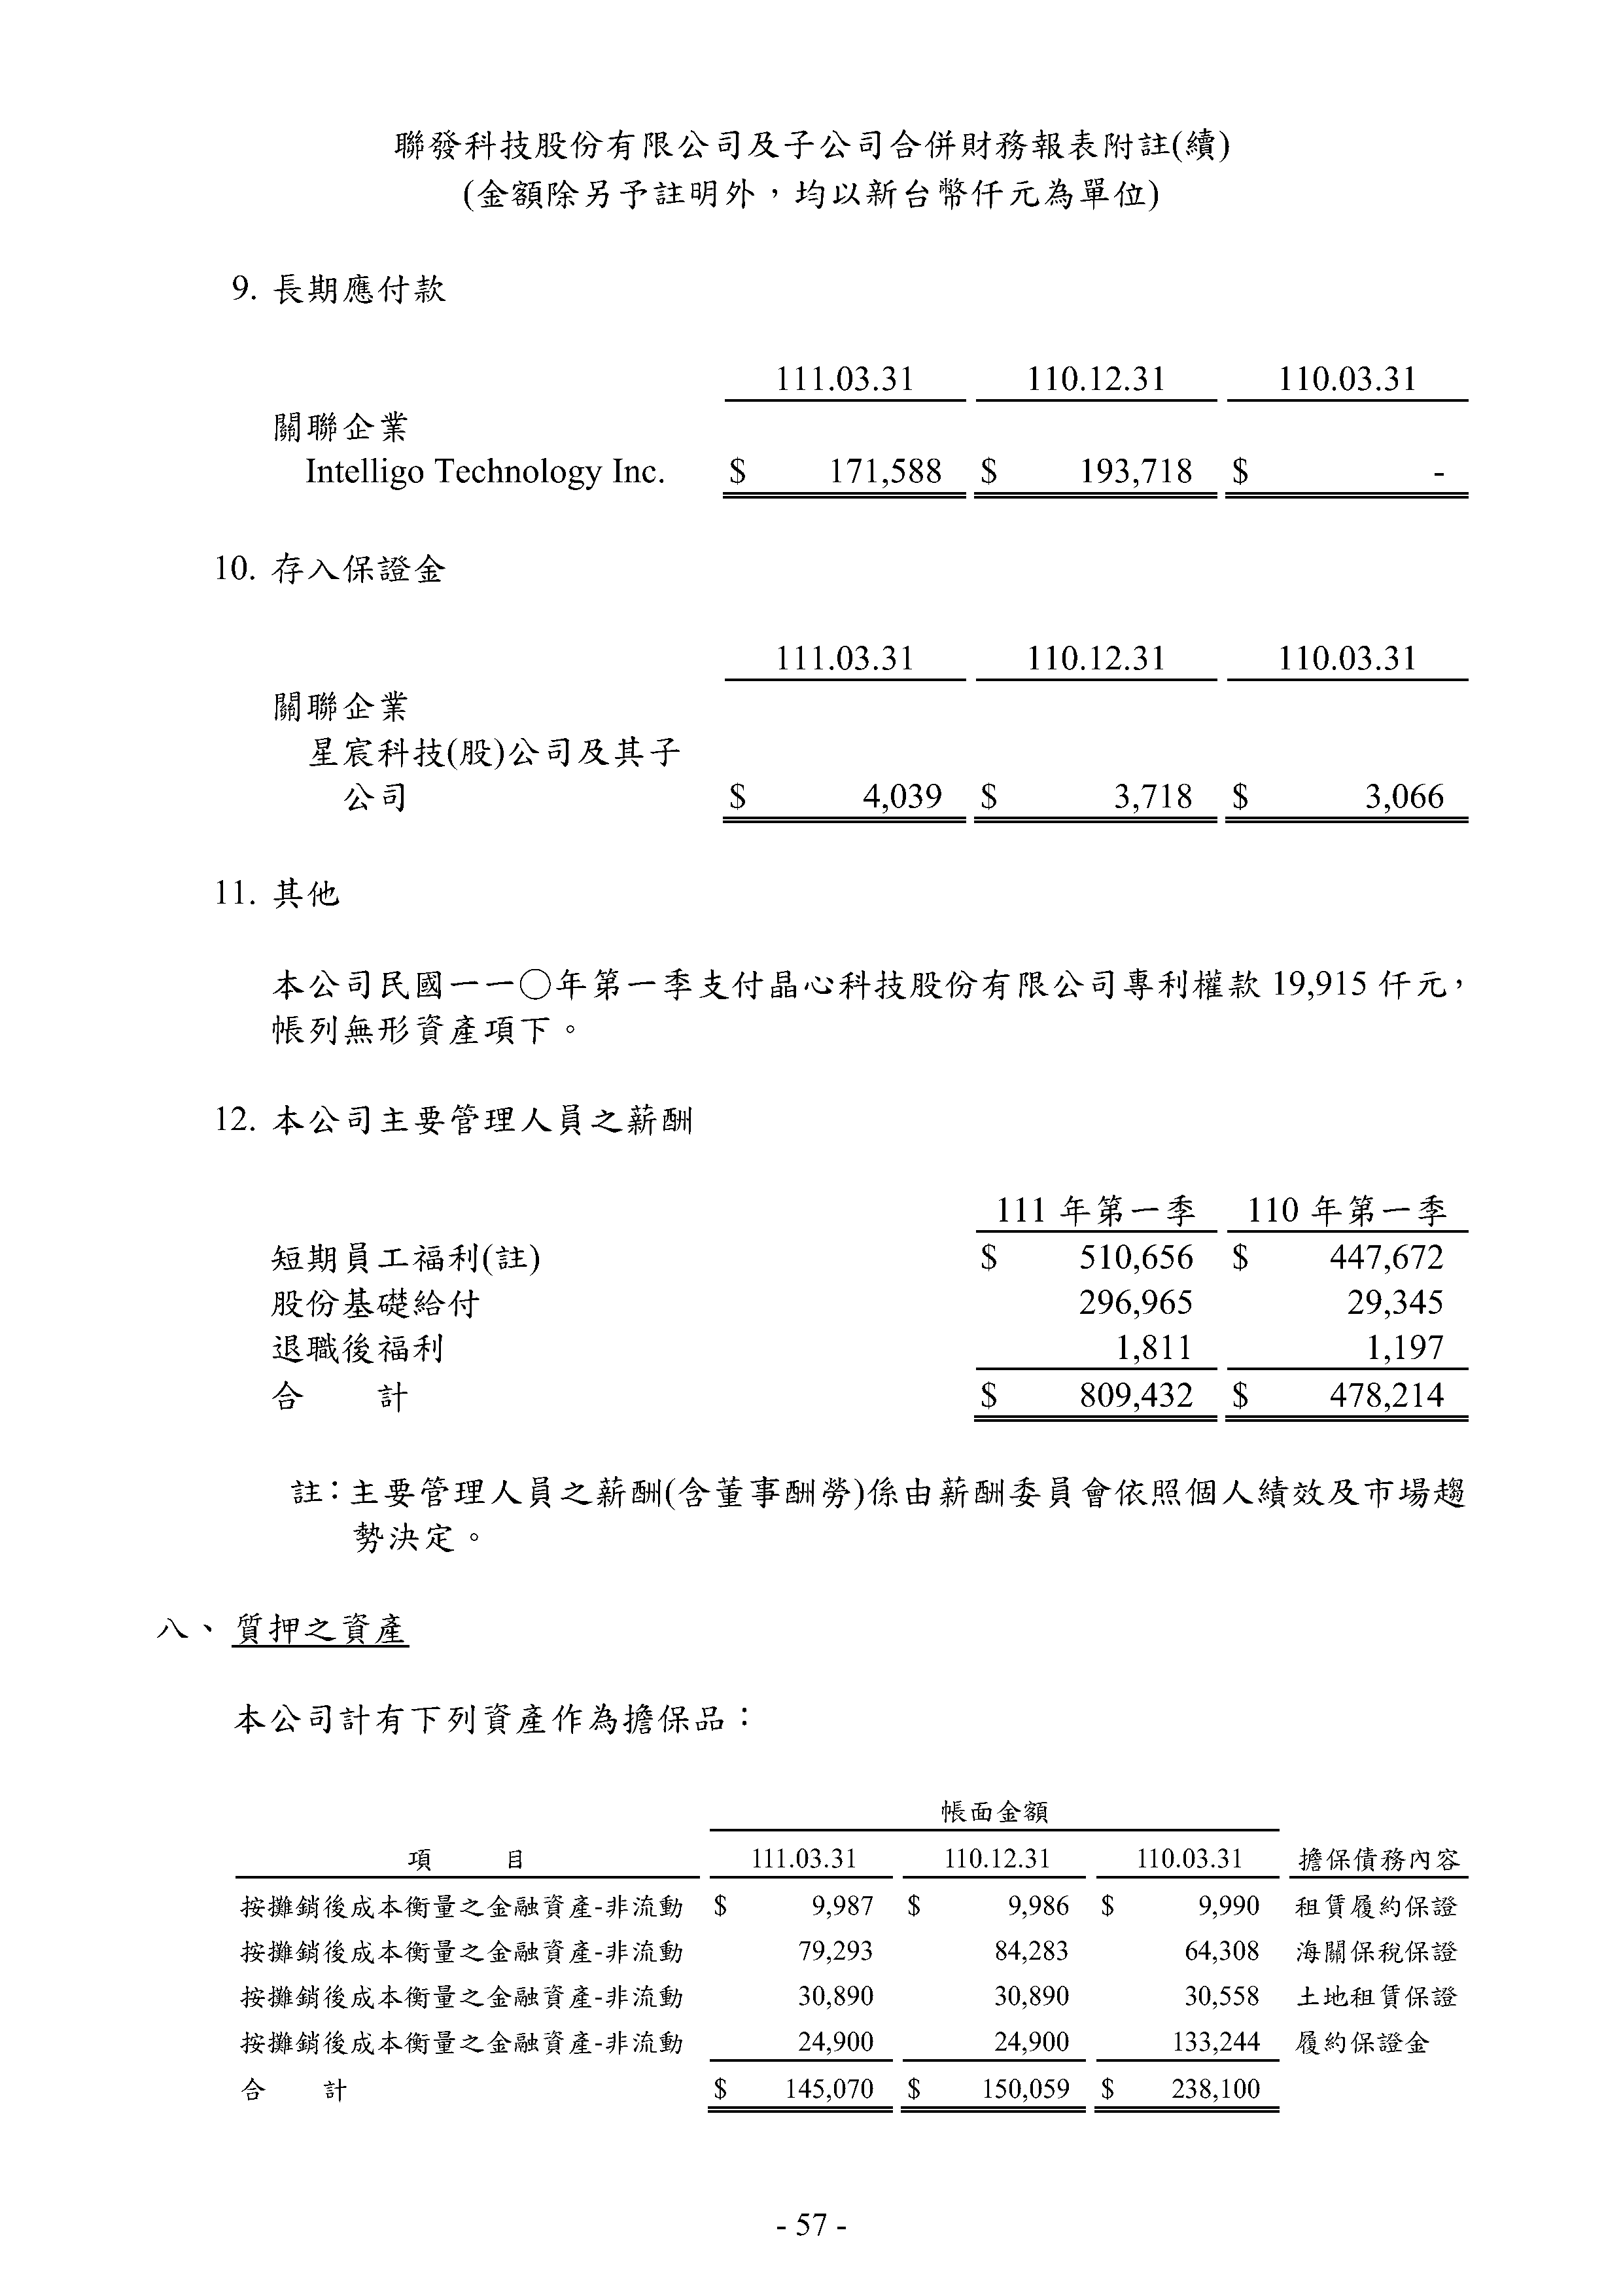 聯發科技股份有限公司及子公司合併財務報表附註(續)
(金額除另予註明外，均以新台幣仟元為單位)
9. 長期應付款
111.03.31 110.12.31 110.03.31
關聯企業
Intelligo Technology Inc. $ 171,588 $ 193,718 $ -
10. 存入保證金
111.03.31 110.12.31 110.03.31
關聯企業
星宸科技(股)公司及其子
公司 $ 4,039 $ 3,718 $ 3,066
11. 其他
本公司民國一一〇年第一季支付晶心科技股份有限公司專利權款 19,915 仟元，
帳列無形資產項下。
12. 本公司主要管理人員之薪酬
111 年第一季 110 年第一季
短期員工福利(註) $ 510,656 $ 447,672
股份基礎給付 296,965 29,345
退職後福利 1,811 1,197
合 計 $ 809,432 $ 478,214
註：主要管理人員之薪酬(含董事酬勞)係由薪酬委員會依照個人績效及市場趨
勢決定。
八、質押之資產
本公司計有下列資產作為擔保品：
帳面金額
項 目 111.03.31 110.12.31 110.03.31 擔保債務內容
按攤銷後成本衡量之金融資產-非流動 $ 9,987 $ 9,986 $ 9,990 租賃履約保證
按攤銷後成本衡量之金融資產-非流動 79,293 84,283 64,308 海關保稅保證
按攤銷後成本衡量之金融資產-非流動 30,890 30,890 30,558 土地租賃保證
按攤銷後成本衡量之金融資產-非流動 24,900 24,900 133,244 履約保證金
合 計 $ 145,070 $ 150,059 $ 238,100
- 57 -